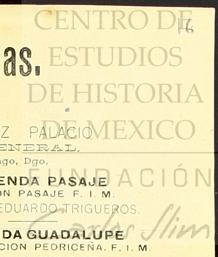 CENTRO DE
16
ESTUDIOS
as.
DE HISTORIA
DE MEXICO
Z PALACIO
ENERAL.
go, Dgo.
ENDA PASAJE
ON PASAJE F. I. M.
FUNDACIÓN
EDUARDO TRIGUEROS.
Carlos Slim
DA GUADALUPE
CION PEDRICEÑA, F. I. M.